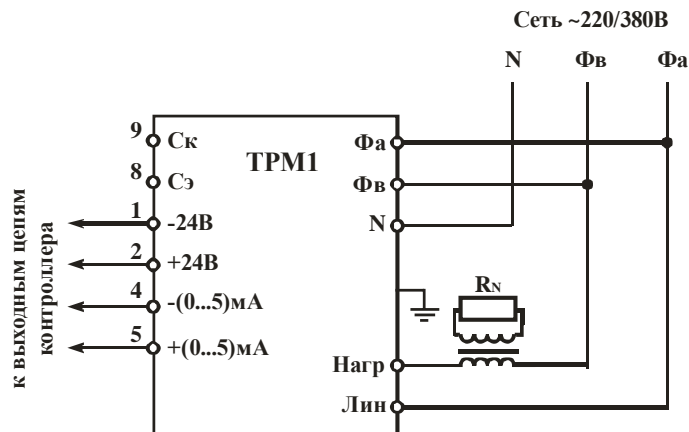 Сеть ~220/380В
N Фв Фа
ТРМ1
9 Ск
8 Сэ
1 -24В
2 +24В
4 -(0...5)мА
5 +(0...5)мА
к выходным цепям
контроллера
Фа
Фв
N
RN
Нагр
Лин